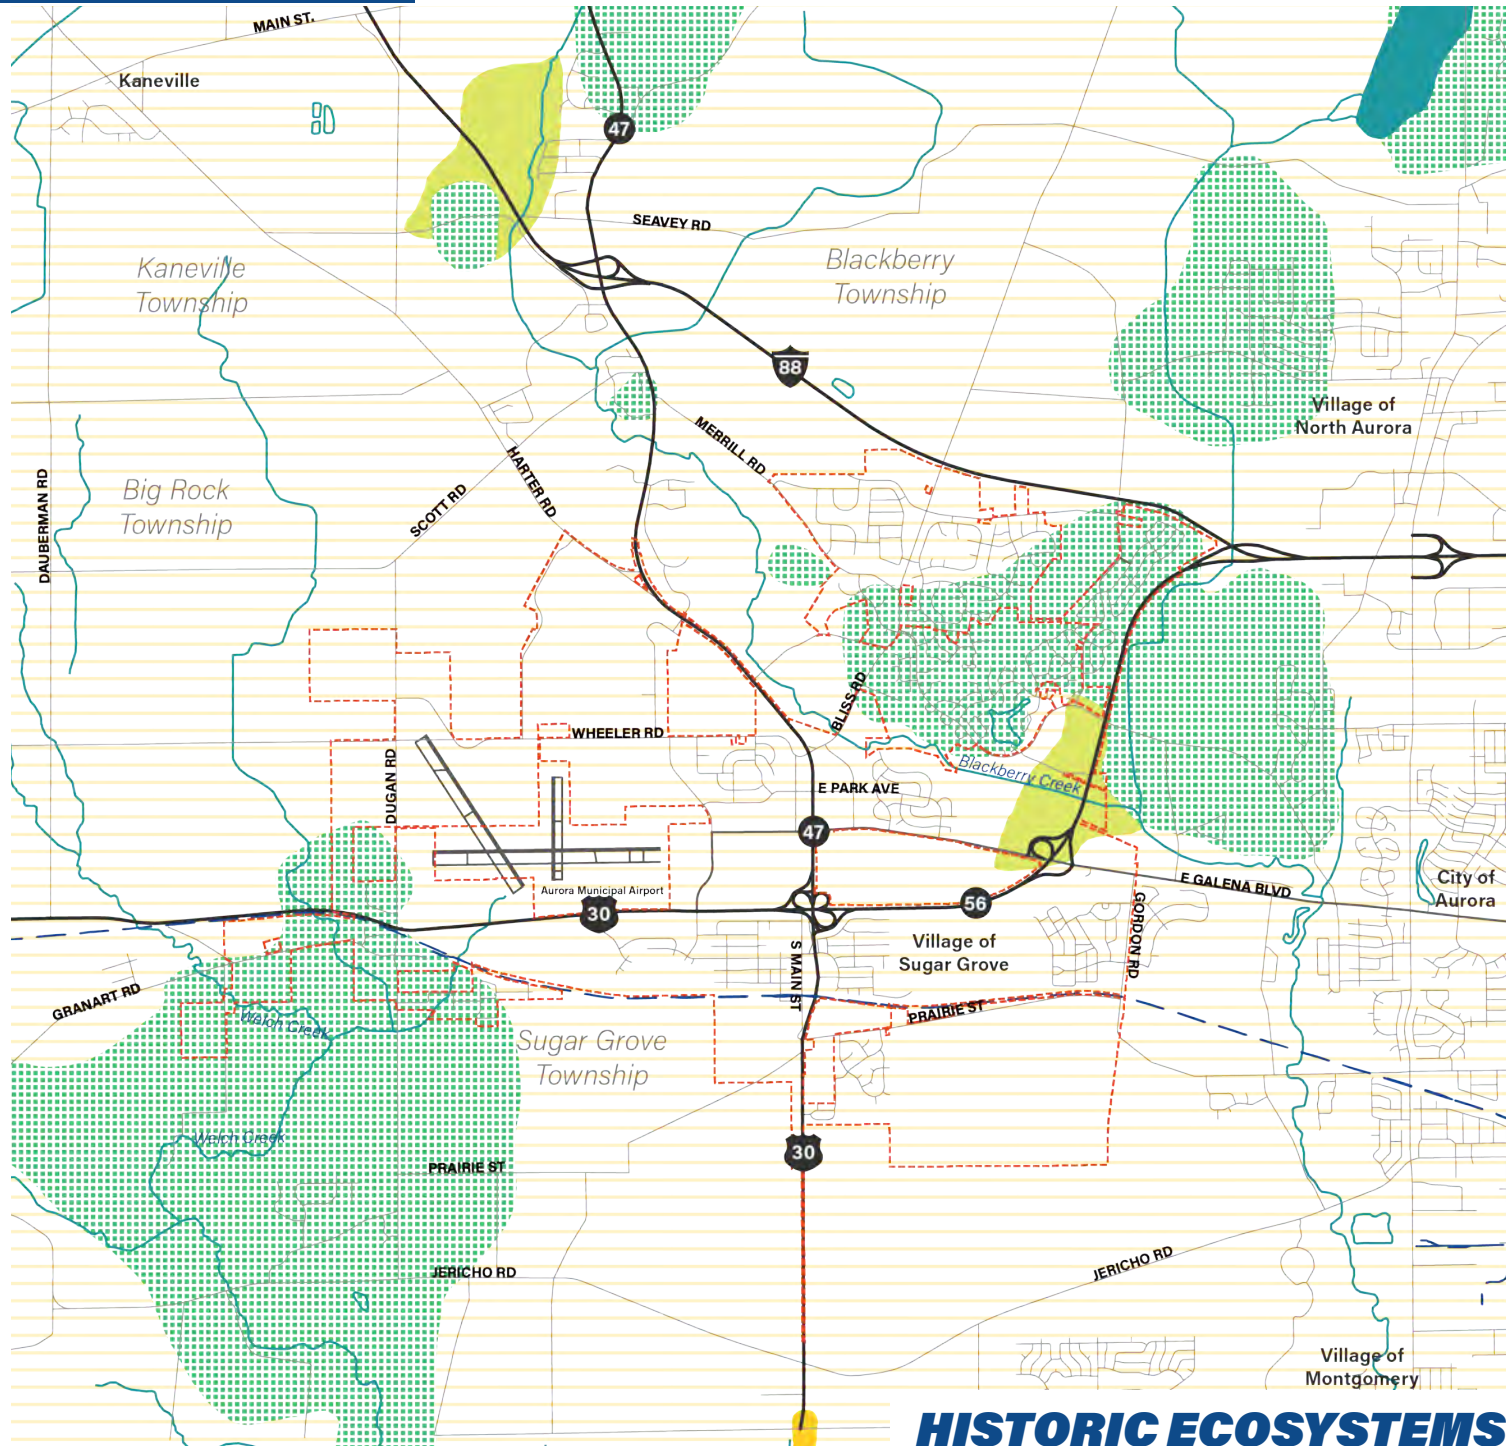 MAIN ST.
Kaneville
47
SEAVEY RD
Kaneville
Township
Blackberry
Township
88
Village of
North Aurora
MERRILL RD
HARTER RD
SCOTT RD
DAUBERMAN RD
Big Rock
Township
BLISS RD
WHEELER RD
DUGAN RD
Blackberry Creek
E PARK AVE
47
E GALENA BLVD
City of
Aurora
Aurora Municipal Airport
30
56
GORDON RD
S MAIN ST
Village of
Sugar Grove
GRANART RD
Welch Creek
PRAIRIE ST
Sugar Grove
Township
Welch Creek
PRAIRIE ST
30
JERICHO RD
JERICHO RD
Village of
Montgomery
HISTORIC ECOSYSTEMS